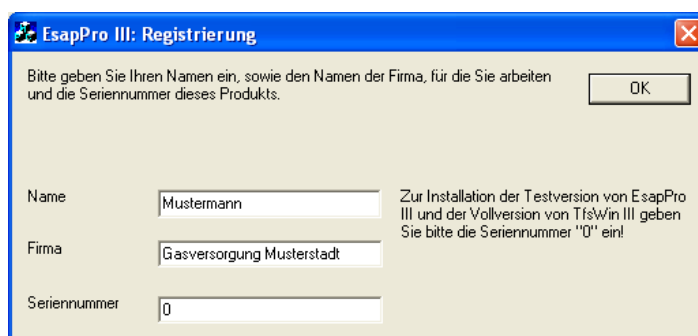 EsapPro III: Registrierung
Bitte geben Sie Ihren Namen ein, sowie den Namen der Firma, für die Sie arbeiten
und die Seriennummer dieses Produkts.
OK
Name
Mustermann
Zur Installation der Testversion von EsapPro
III und der Vollversion von TfsWin III geben
Sie bitte die Seriennummer "0" ein!
Firma
Gasversorgung Musterstadt
Seriennummer
0